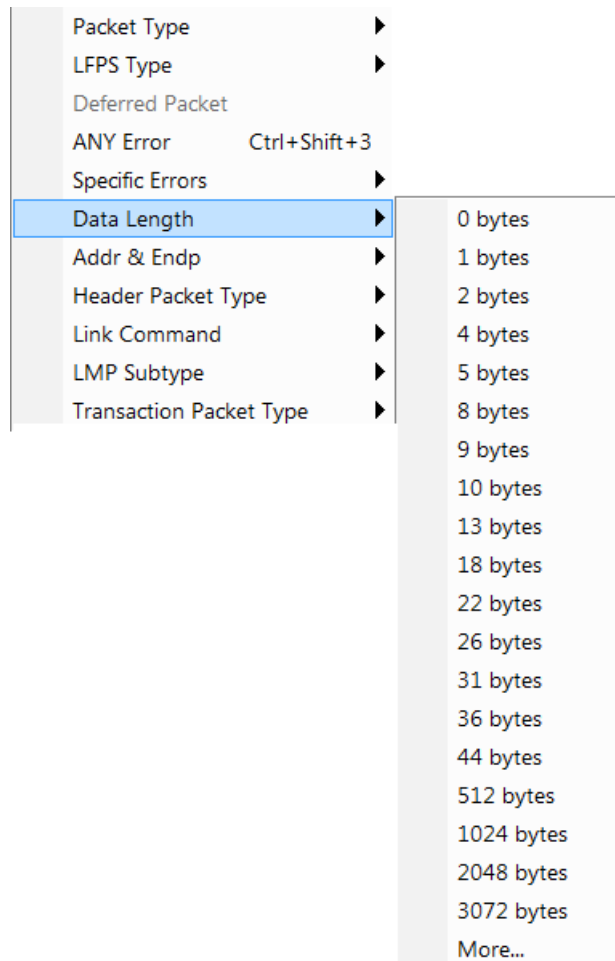 Packet Type
LFPS Type
Deferred Packet
ANY Error Ctrl+Shift+3
Specific Errors
Data Length
Addr & Endp
Header Packet Type
Link Command
LMP Subtype
Transaction Packet Type
0 bytes
1 bytes
2 bytes
4 bytes
5 bytes
8 bytes
9 bytes
10 bytes
13 bytes
18 bytes
22 bytes
26 bytes
31 bytes
36 bytes
44 bytes
512 bytes
1024 bytes
2048 bytes
3072 bytes
More...